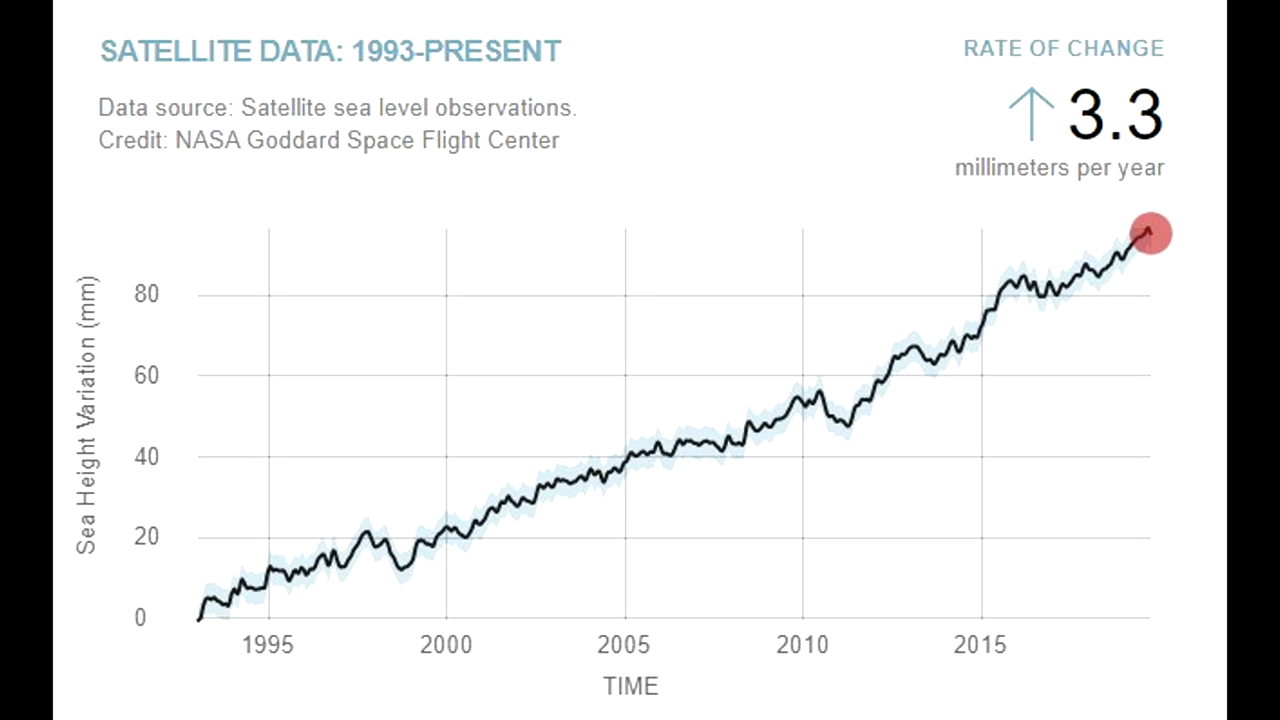 SATELLITE DATA: 1993-PRESENT
RATE OF CHANGE
Data source: Satellite sea level observations.
Credit: NASA Goddard Space Flight Center
3.3
millimeters per year
Sea Height Variation (mm)
80
60
40
20
0
1995 2000 2005 2010 2015
TIME